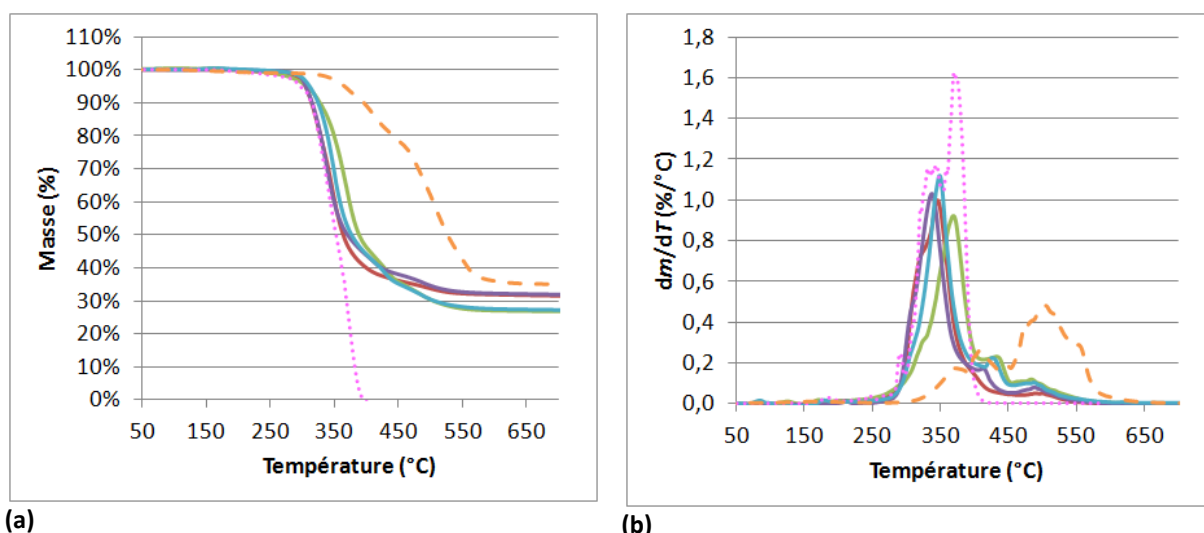 110%
100%
90%
80%
70%
60%
50%
40%
30%
20%
10%
0%
Masse (%)
50 150 250 350 450 550 650
Température (°C)
(a)
1,8
1,6
1,4
1,2
1,0
0,8
0,6
0,4
0,2
0,0
dm/dT (%/°C)
50 150 250 350 450 550 650
Température (°C)
(b)